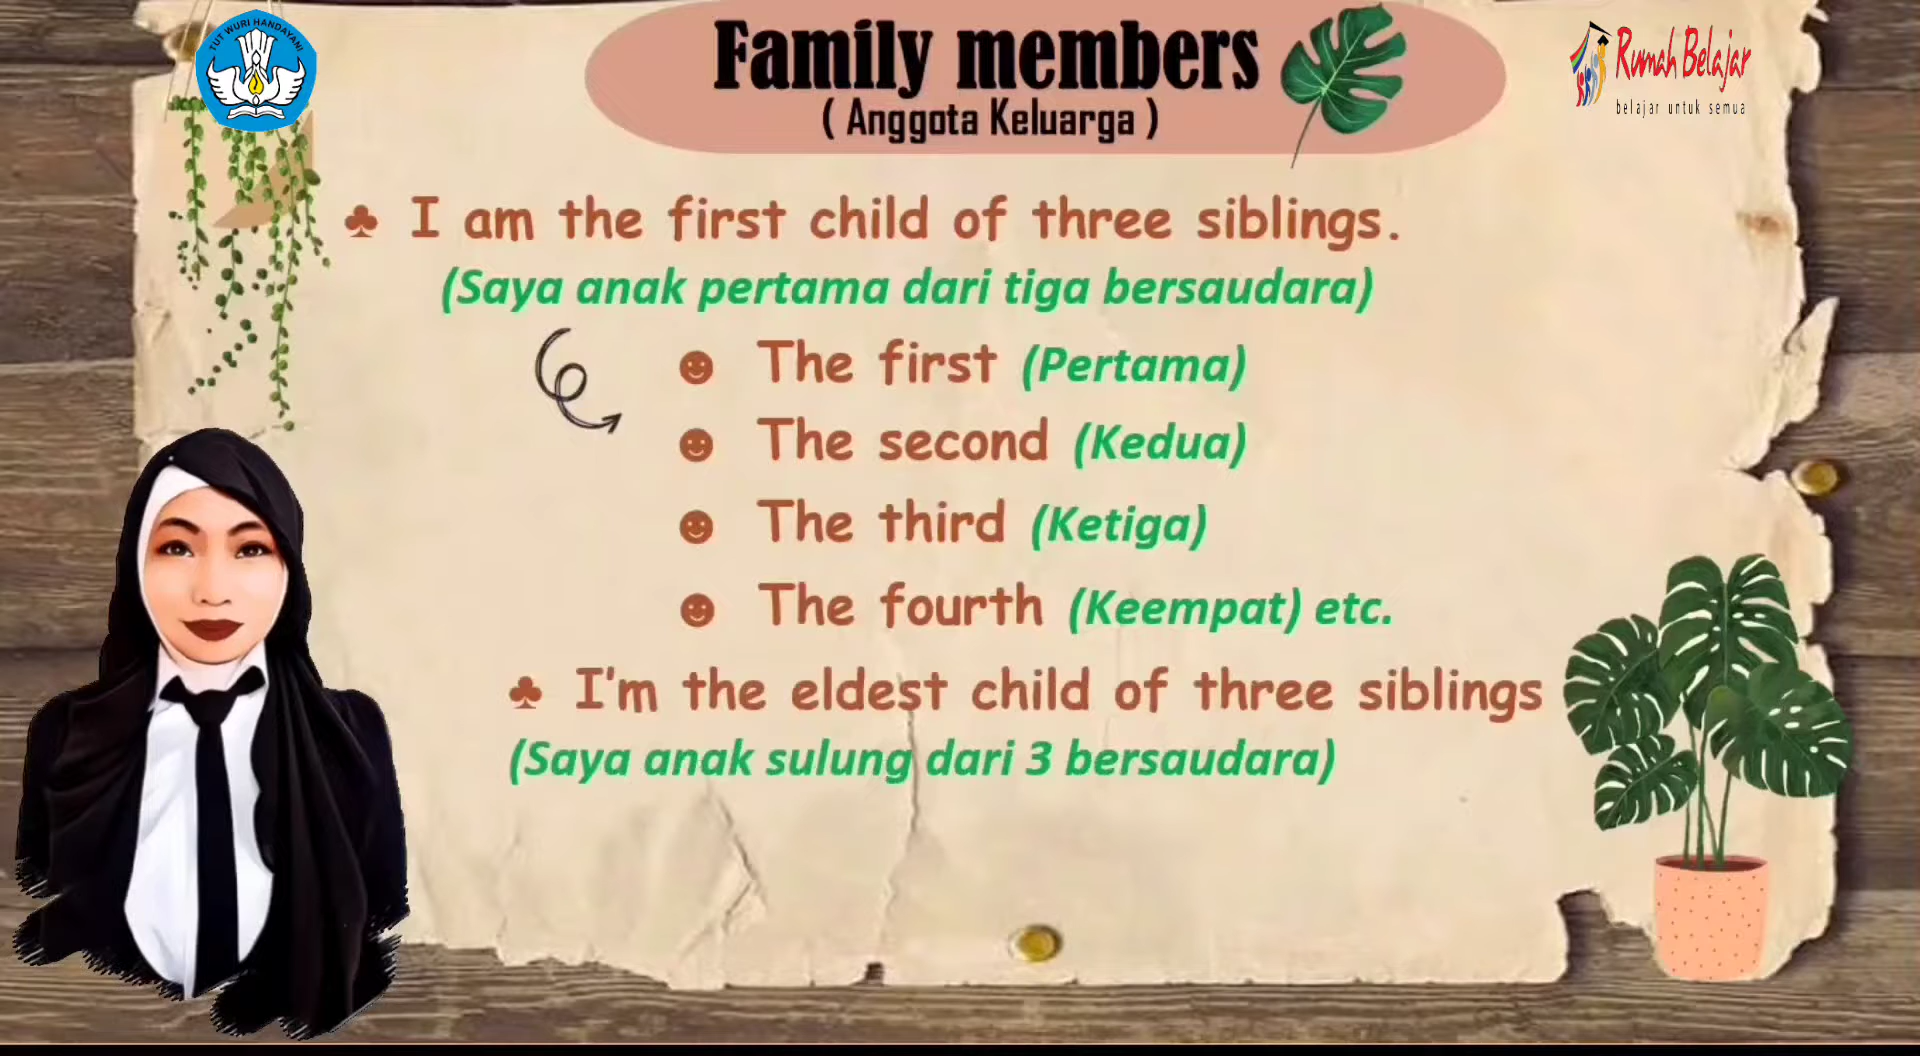 TUT WURI HANDAYANI
Family members
( Anggota Keluarga )
Rumah Belajar
belajar untuk semua
♣ I am the first child of three siblings.
(Saya anak pertama dari tiga bersaudara)
☻ The first (Pertama)
☻ The second (Kedua)
☻ The third (Ketiga)
☻ The fourth (Keempat) etc.
♣ I'm the eldest child of three siblings
(Saya anak sulung dari 3 bersaudara)